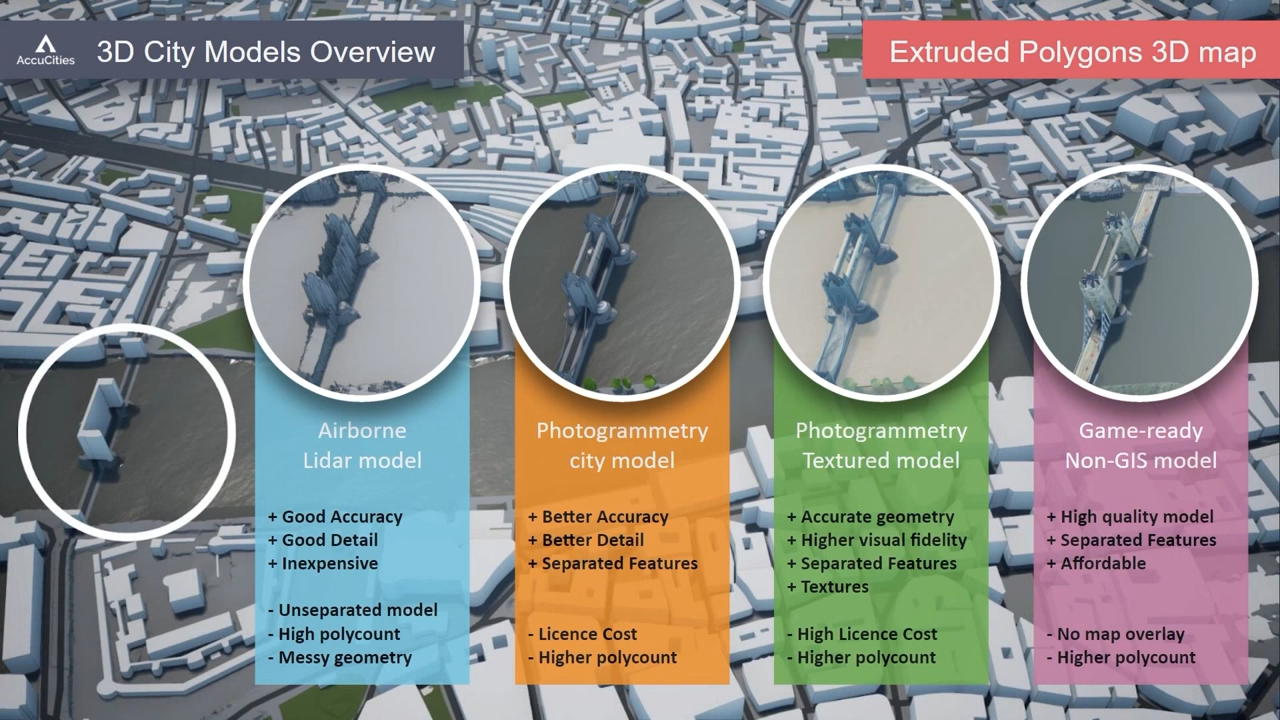 AccuCities
3D City Models Overview
Extruded Polygons 3D map
Airborne
Lidar model
+ Good Accuracy
+ Good Detail
+ Inexpensive
- Unseparated model
- High polycount
- Messy geometry
Photogrammetry
city model
+ Better Accuracy
+ Better Detail
+ Separated Features
- Licence Cost
- Higher polycount
Photogrammetry
Textured model
+ Accurate geometry
+ Higher visual fidelity
+ Separated Features
+ Textures
- High Licence Cost
- Higher polycount
Game-ready
Non-GIS model
+ High quality model
+ Separated Features
+ Affordable
- No map overlay
- Higher polycount